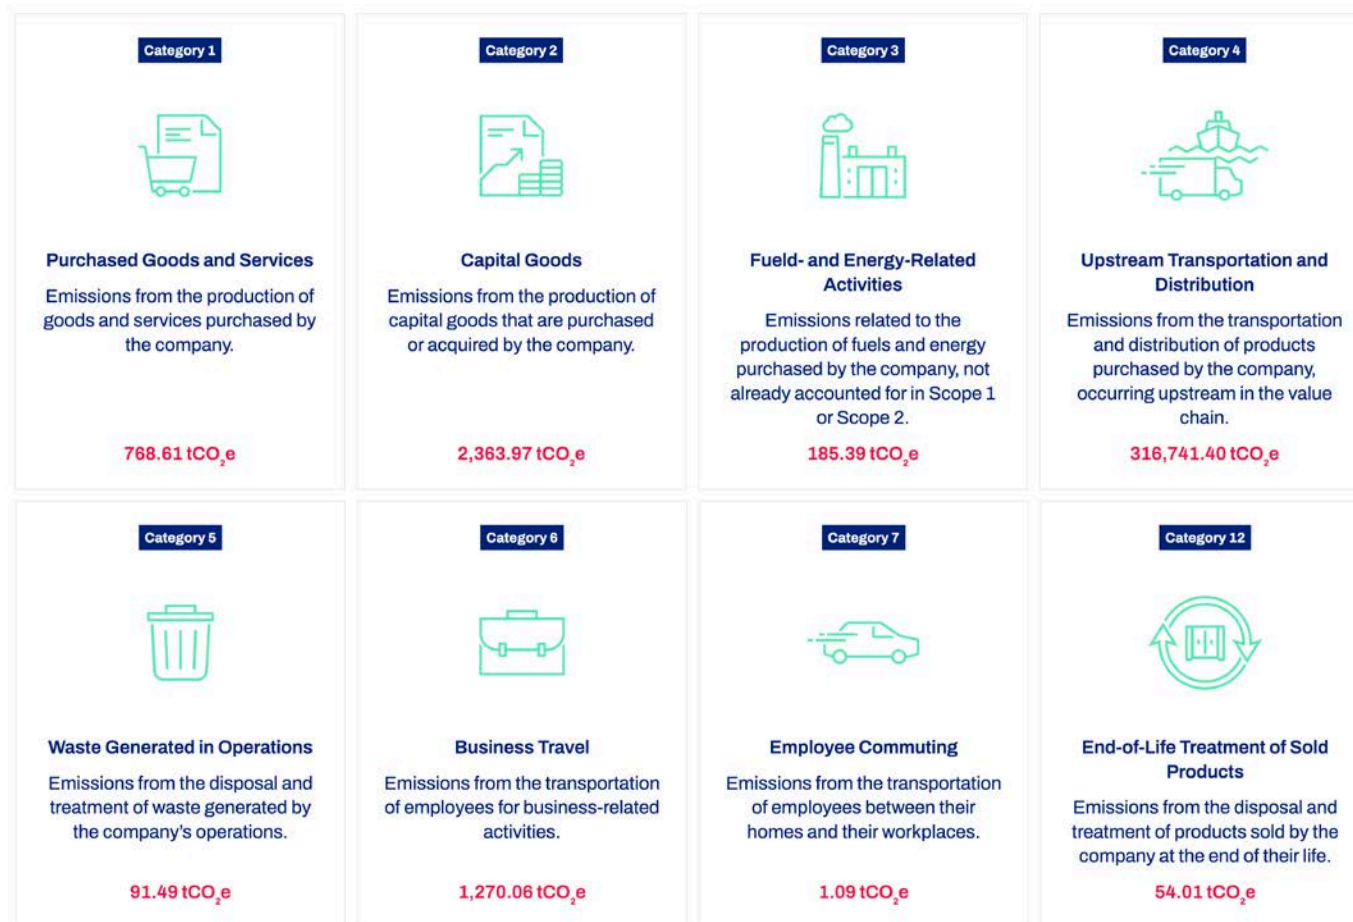 Category 1
Purchased Goods and Services
Emissions from the production of
goods and services purchased by
the company.
768.61 tCO₂e
Category 2
Capital Goods
Emissions from the production of
capital goods that are purchased
or acquired by the company.
2,363.97 tCO₂e
Category 3
Fueld- and Energy-Related
Activities
Emissions related to the
production of fuels and energy
purchased by the company, not
already accounted for in Scope 1
or Scope 2.
185.39 tCO₂e
Category 4
Upstream Transportation and
Distribution
Emissions from the transportation
and distribution of products
purchased by the company,
occurring upstream in the value
chain.
316,741.40 tCO₂e
Category 5
Waste Generated in Operations
Emissions from the disposal and
treatment of waste generated by
the company’s operations.
91.49 tCO₂e
Category 6
Business Travel
Emissions from the transportation
of employees for business-related
activities.
1,270.06 tCO₂e
Category 7
Employee Commuting
Emissions from the transportation
of employees between their
homes and their workplaces.
1.09 tCO₂e
Category 12
End-of-Life Treatment of Sold
Products
Emissions from the disposal and
treatment of products sold by the
company at the end of their life.
54.01 tCO₂e